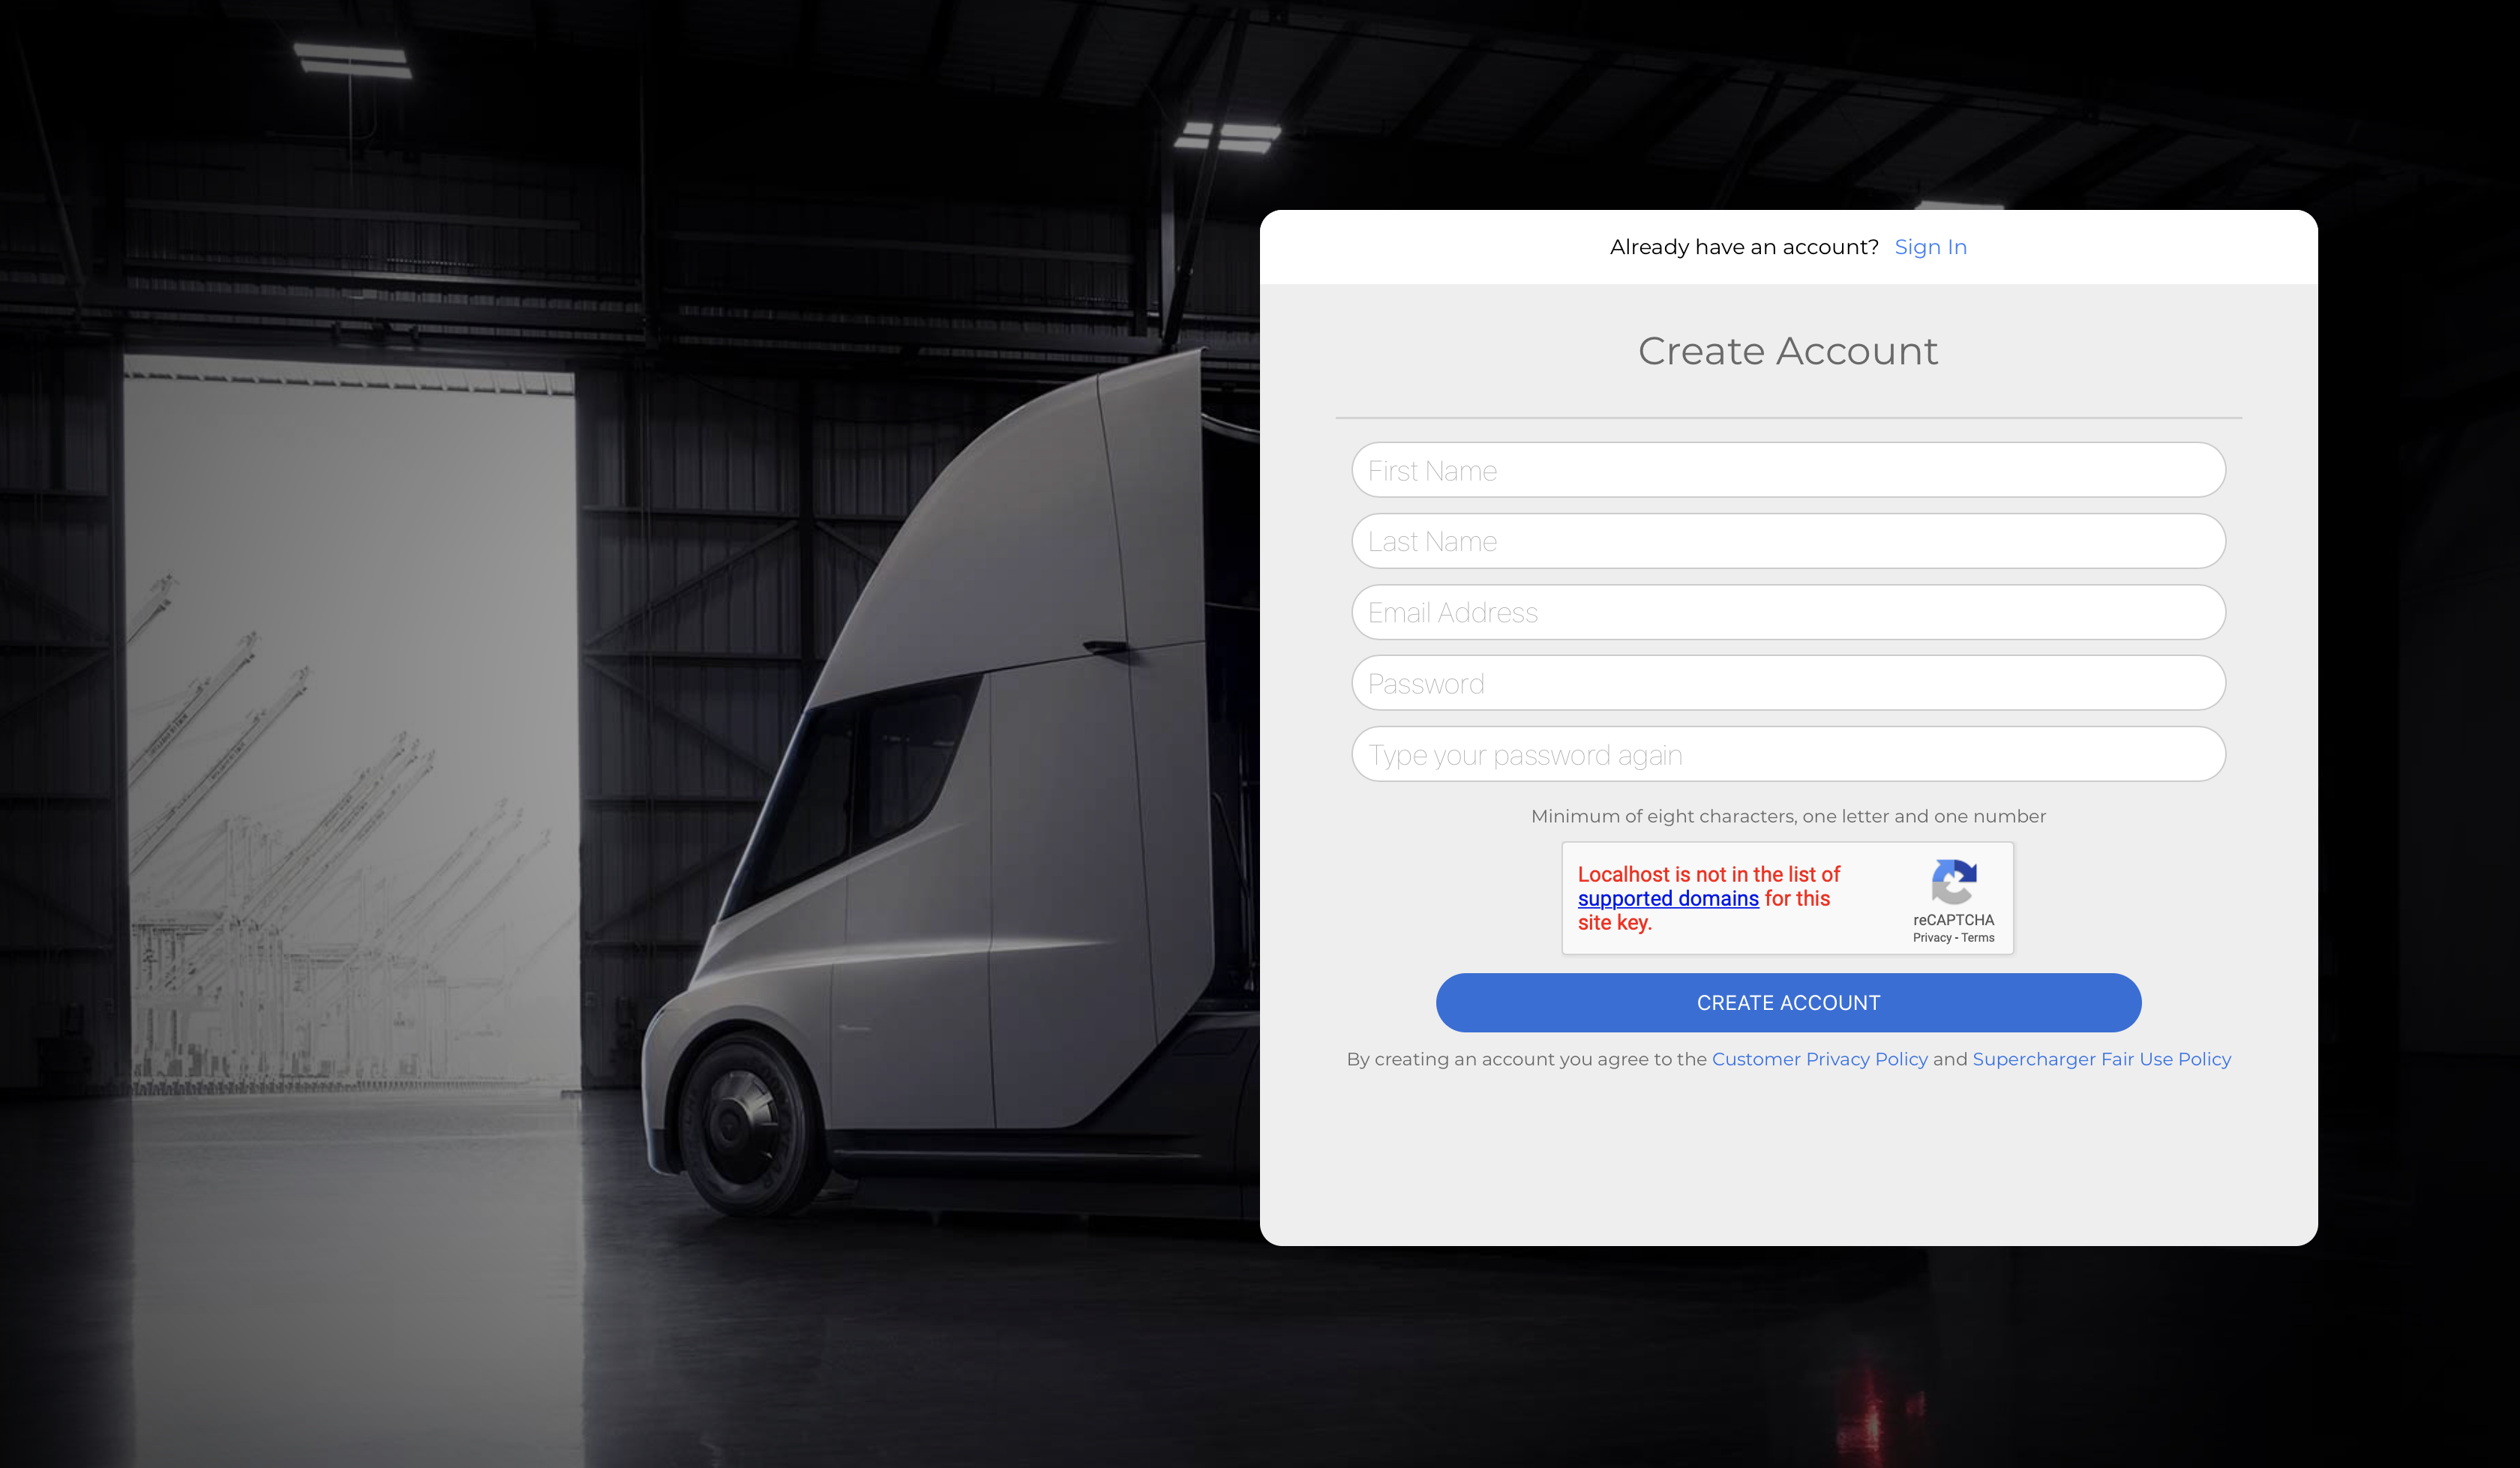 Already have an account? Sign In
Create Account
First Name
Last Name
Email Address
Password
Type your password again
Minimum of eight characters, one letter and one number
Localhost is not in the list of
supported domains for this
site key.
reCAPTCHA
Privacy - Terms
CREATE ACCOUNT
By creating an account you agree to the Customer Privacy Policy and Supercharger Fair Use Policy